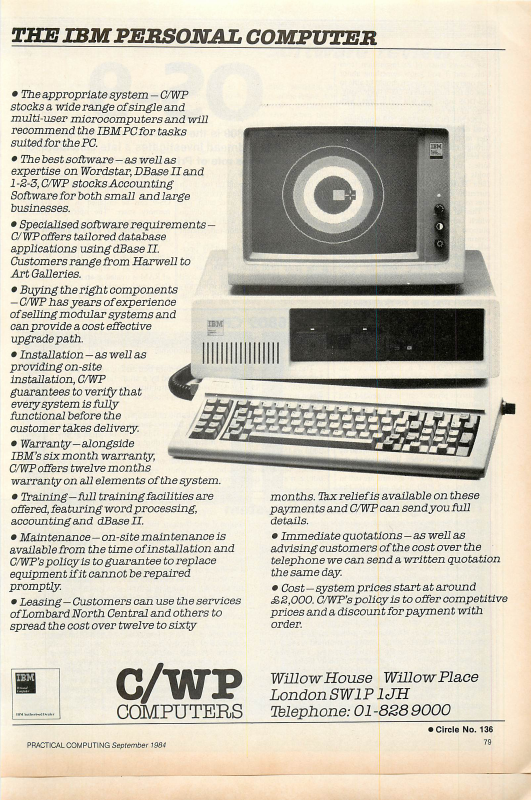 THE IBM PERSONAL COMPUTER
● The appropriate system – C/WP
stocks a wide range of single and
multi-user microcomputers and will
recommend the IBM PC for tasks
suited for the PC.
● The best software – as well as
expertise on Wordstar, DBase II and
1-2-3, C/WP stocks Accounting
Software for both small and large
businesses.
● Specialised software requirements –
C/WP offers tailored database
applications using dBase II.
Customers range from Harwell to
Art Galleries.
● Buying the right components
– C/WP has years of experience
of selling modular systems and
can provide a cost effective
upgrade path.
● Installation – as well as
providing on-site
installation, C/WP
guarantees to verify that
every system is fully
functional before the
customer takes delivery.
● Warranty – alongside
IBM's six month warranty,
C/WP offers twelve months
warranty on all elements of the system.
● Training – full training facilities are
offered, featuring word processing,
accounting and dBase II.
● Maintenance – on-site maintenance is
available from the time of installation and
C/WP's policy is to guarantee to replace
equipment if it cannot be repaired
promptly.
● Leasing – Customers can use the services
of Lombard North Central and others to
spread the cost over twelve to sixty
months. Tax relief is available on these
payments and C/WP can send you full
details.
● Immediate quotations – as well as
advising customers of the cost over the
telephone we can send a written quotation
the same day.
● Cost – system prices start at around
£2,000. C/WP's policy is to offer competitive
prices and a discount for payment with
order.
IBM
IBM
IBM
Personal
Computer
IBM Authorised Dealer
C/WP
COMPUTERS
Willow House Willow Place
London SW1P 1JH
Telephone: 01-828 9000
● Circle No. 136
PRACTICAL COMPUTING September 1984
79